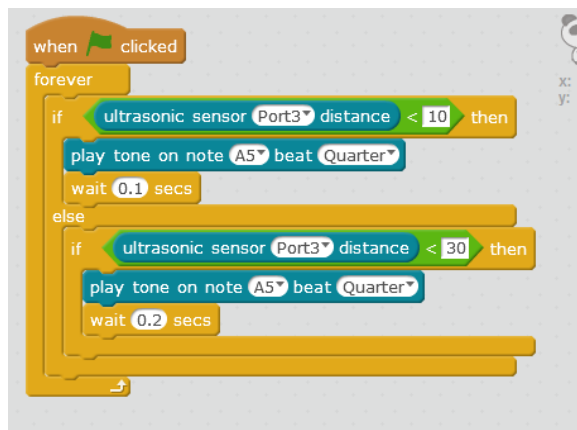 when clicked
forever
if ultrasonic sensor Port3 distance < 10 then
play tone on note A5 beat Quarter
wait 0.1 secs
else
if ultrasonic sensor Port3 distance < 30 then
play tone on note A5 beat Quarter
wait 0.2 secs
x:
y: